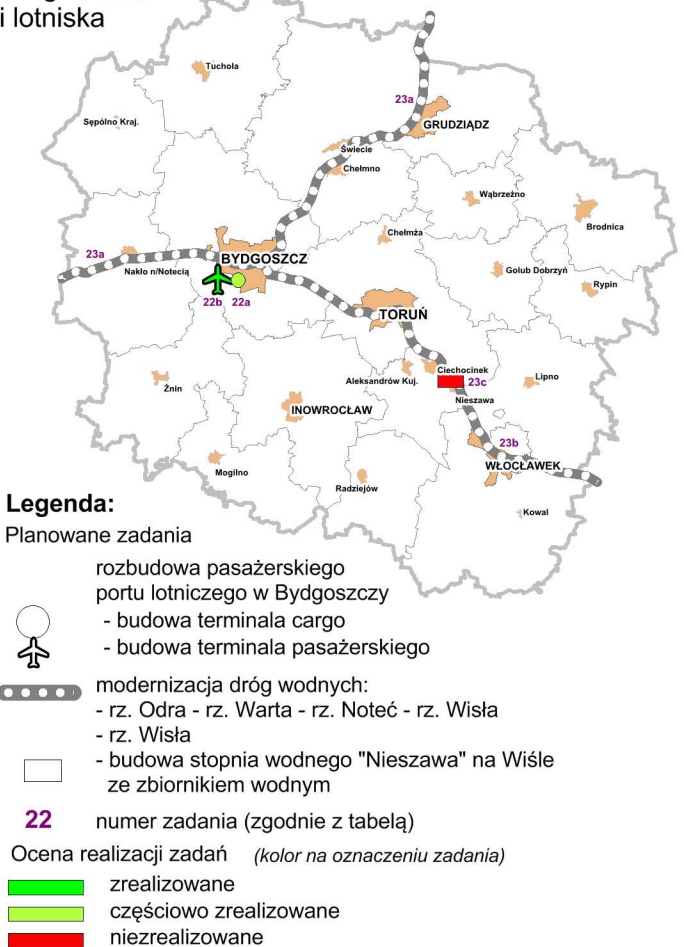 i lotniska
Tuchola
23a
GRUDZIĄDZ
Sępólno Kraj.
Świecie
Chełmno
Wąbrzeźno
Brodnica
Chełmża
23a
BYDGOSZCZ
Nakło n/Notecią
Golub Dobrzyń
Rypin
22b 22a
TORUŃ
Ciechocinek
Aleksandrów Kuj.
23c
Lipno
Żnin
Nieszawa
INOWROCŁAW
23b
WŁOCŁAWEK
Mogilno
Radziejów
Kowal
Legenda:
Planowane zadania
rozbudowa pasażerskiego
portu lotniczego w Bydgoszczy
- budowa terminala cargo
- budowa terminala pasażerskiego
modernizacja dróg wodnych:
- rz. Odra - rz. Warta - rz. Noteć - rz. Wisła
- rz. Wisła
- budowa stopnia wodnego "Nieszawa" na Wiśle
ze zbiornikiem wodnym
22 numer zadania (zgodnie z tabelą)
Ocena realizacji zadań (kolor na oznaczeniu zadania)
zrealizowane
częściowo zrealizowane
niezrealizowane